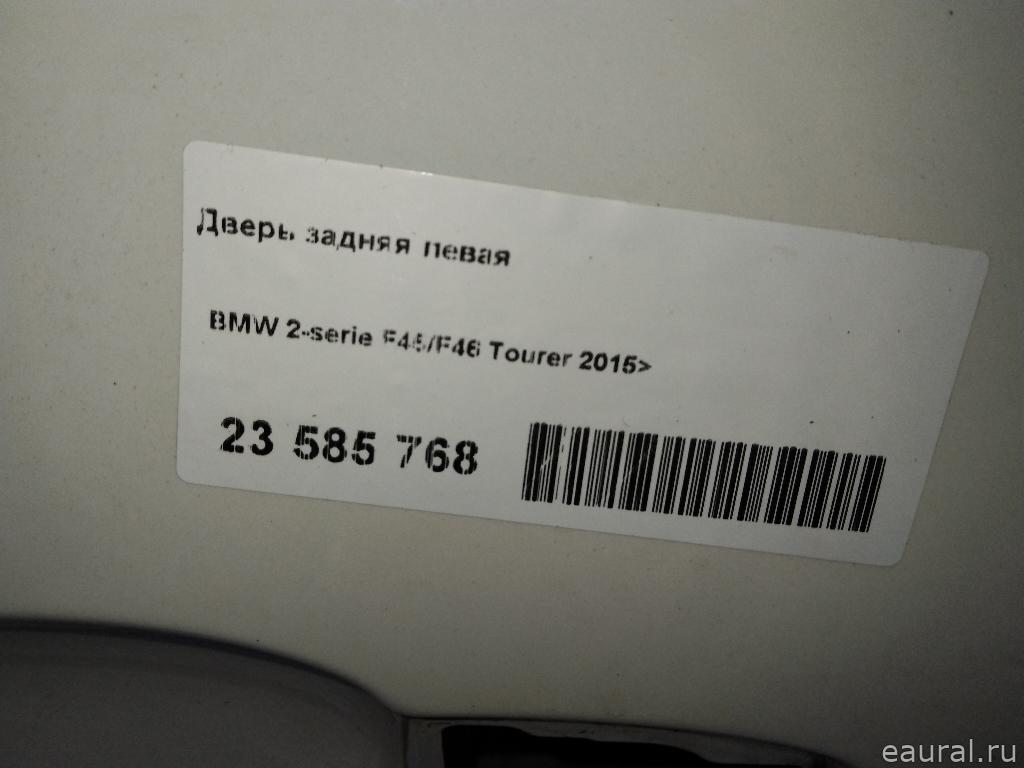 Дверь задняя левая
BMW 2-serie F45/F46 Tourer 2015>
23 585 768
eaural.ru